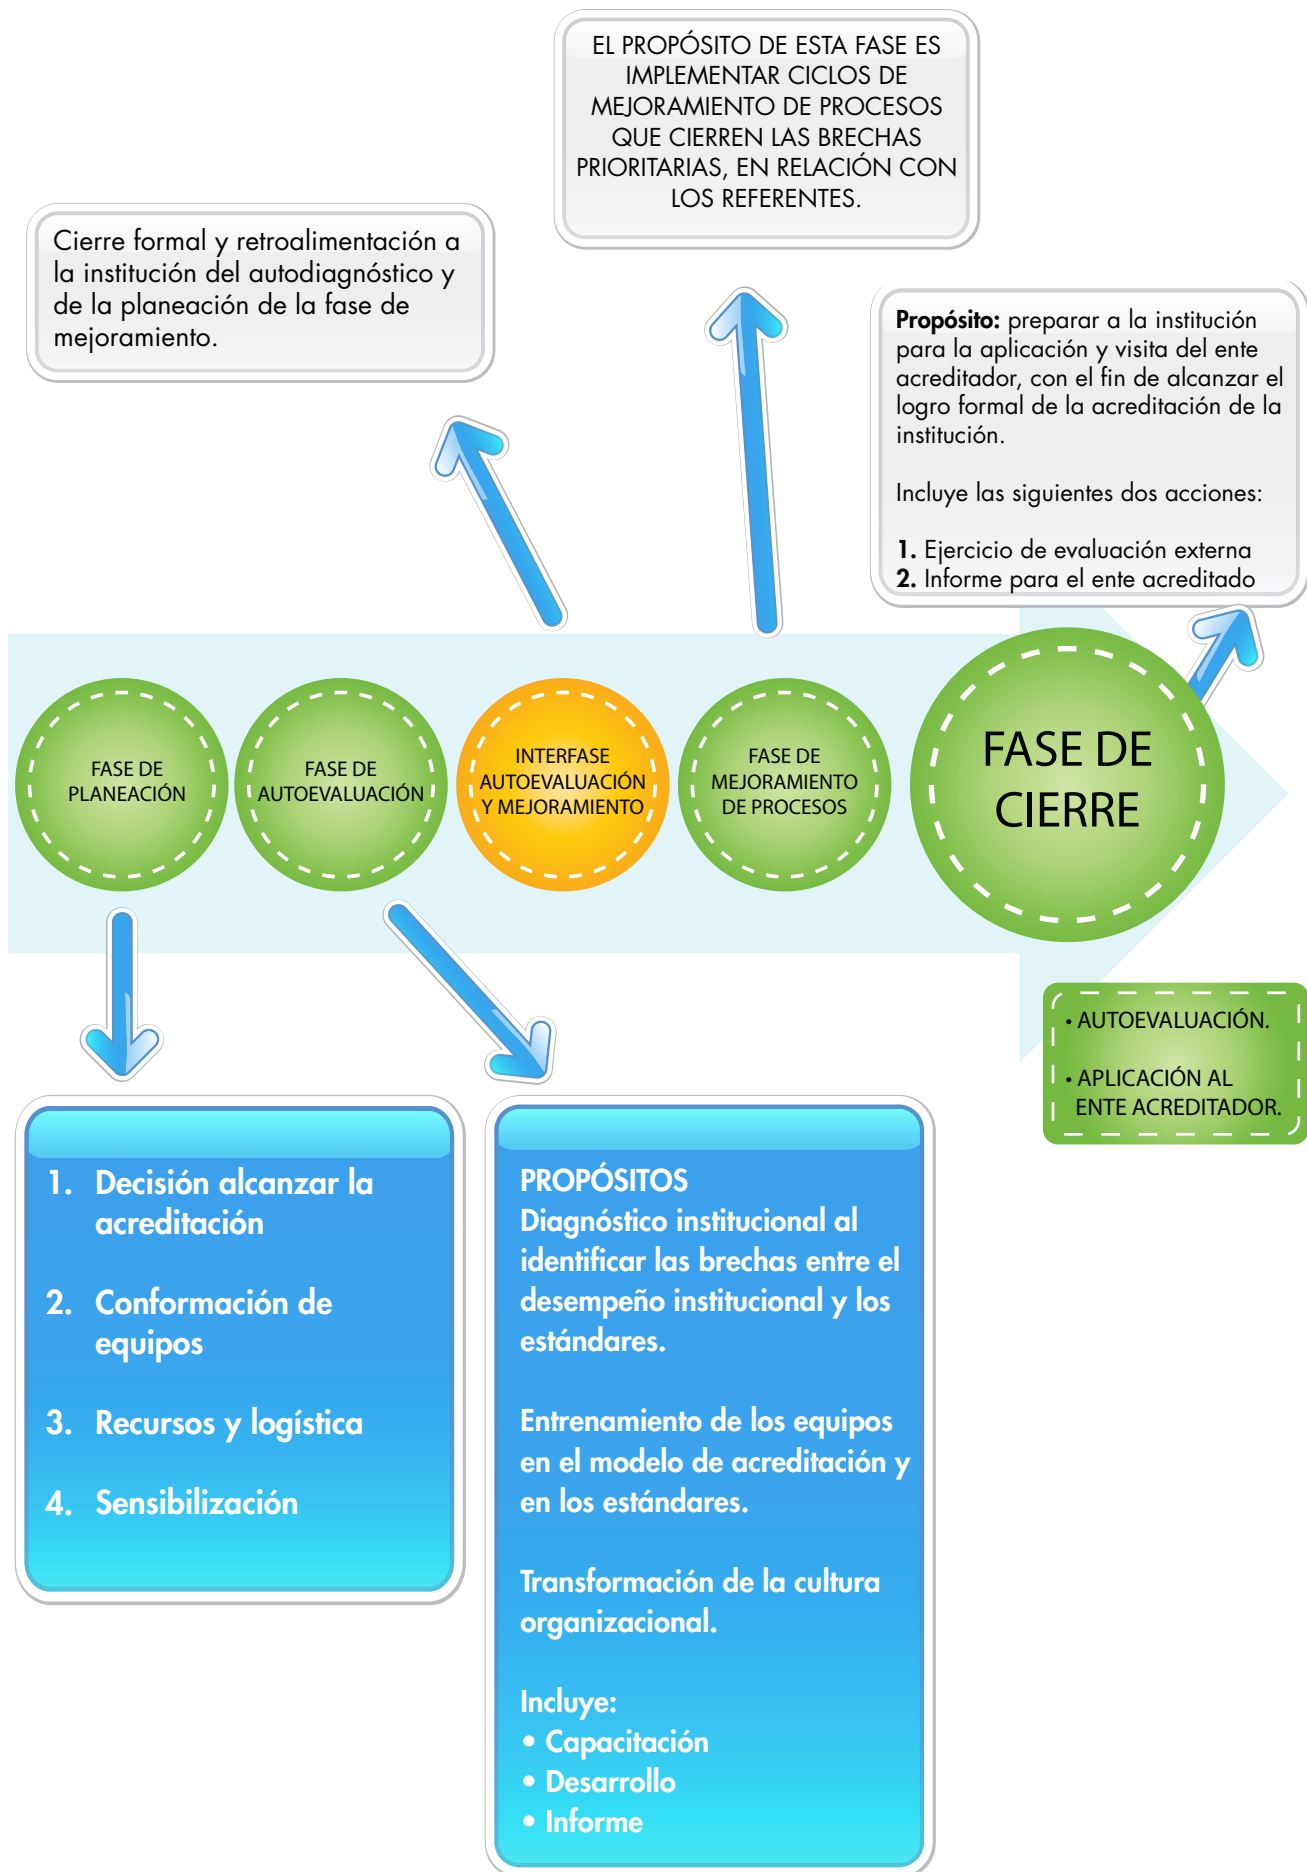 EL PROPÓSITO DE ESTA FASE ES
IMPLEMENTAR CICLOS DE
MEJORAMIENTO DE PROCESOS
QUE CIERREN LAS BRECHAS
PRIORITARIAS, EN RELACIÓN CON
LOS REFERENTES.
Cierre formal y retroalimentación a
la institución del autodiagnóstico y
de la planeación de la fase de
mejoramiento.
Propósito: preparar a la institución
para la aplicación y visita del ente
acreditador, con el fin de alcanzar el
logro formal de la acreditación de la
institución.
Incluye las siguientes dos acciones:
1. Ejercicio de evaluación externa
2. Informe para el ente acreditado
FASE DE
PLANEACIÓN
FASE DE
AUTOEVALUACIÓN
INTERFASE
AUTOEVALUACIÓN
Y MEJORAMIENTO
FASE DE
MEJORAMIENTO
DE PROCESOS
FASE DE
CIERRE
• AUTOEVALUACIÓN.
• APLICACIÓN AL
ENTE ACREDITADOR.
1. Decisión alcanzar la
acreditación
2. Conformación de
equipos
3. Recursos y logística
4. Sensibilización
PROPÓSITOS
Diagnóstico institucional al
identificar las brechas entre el
desempeño institucional y los
estándares.
Entrenamiento de los equipos
en el modelo de acreditación y
en los estándares.
Transformación de la cultura
organizacional.
Incluye:
• Capacitación
• Desarrollo
• Informe